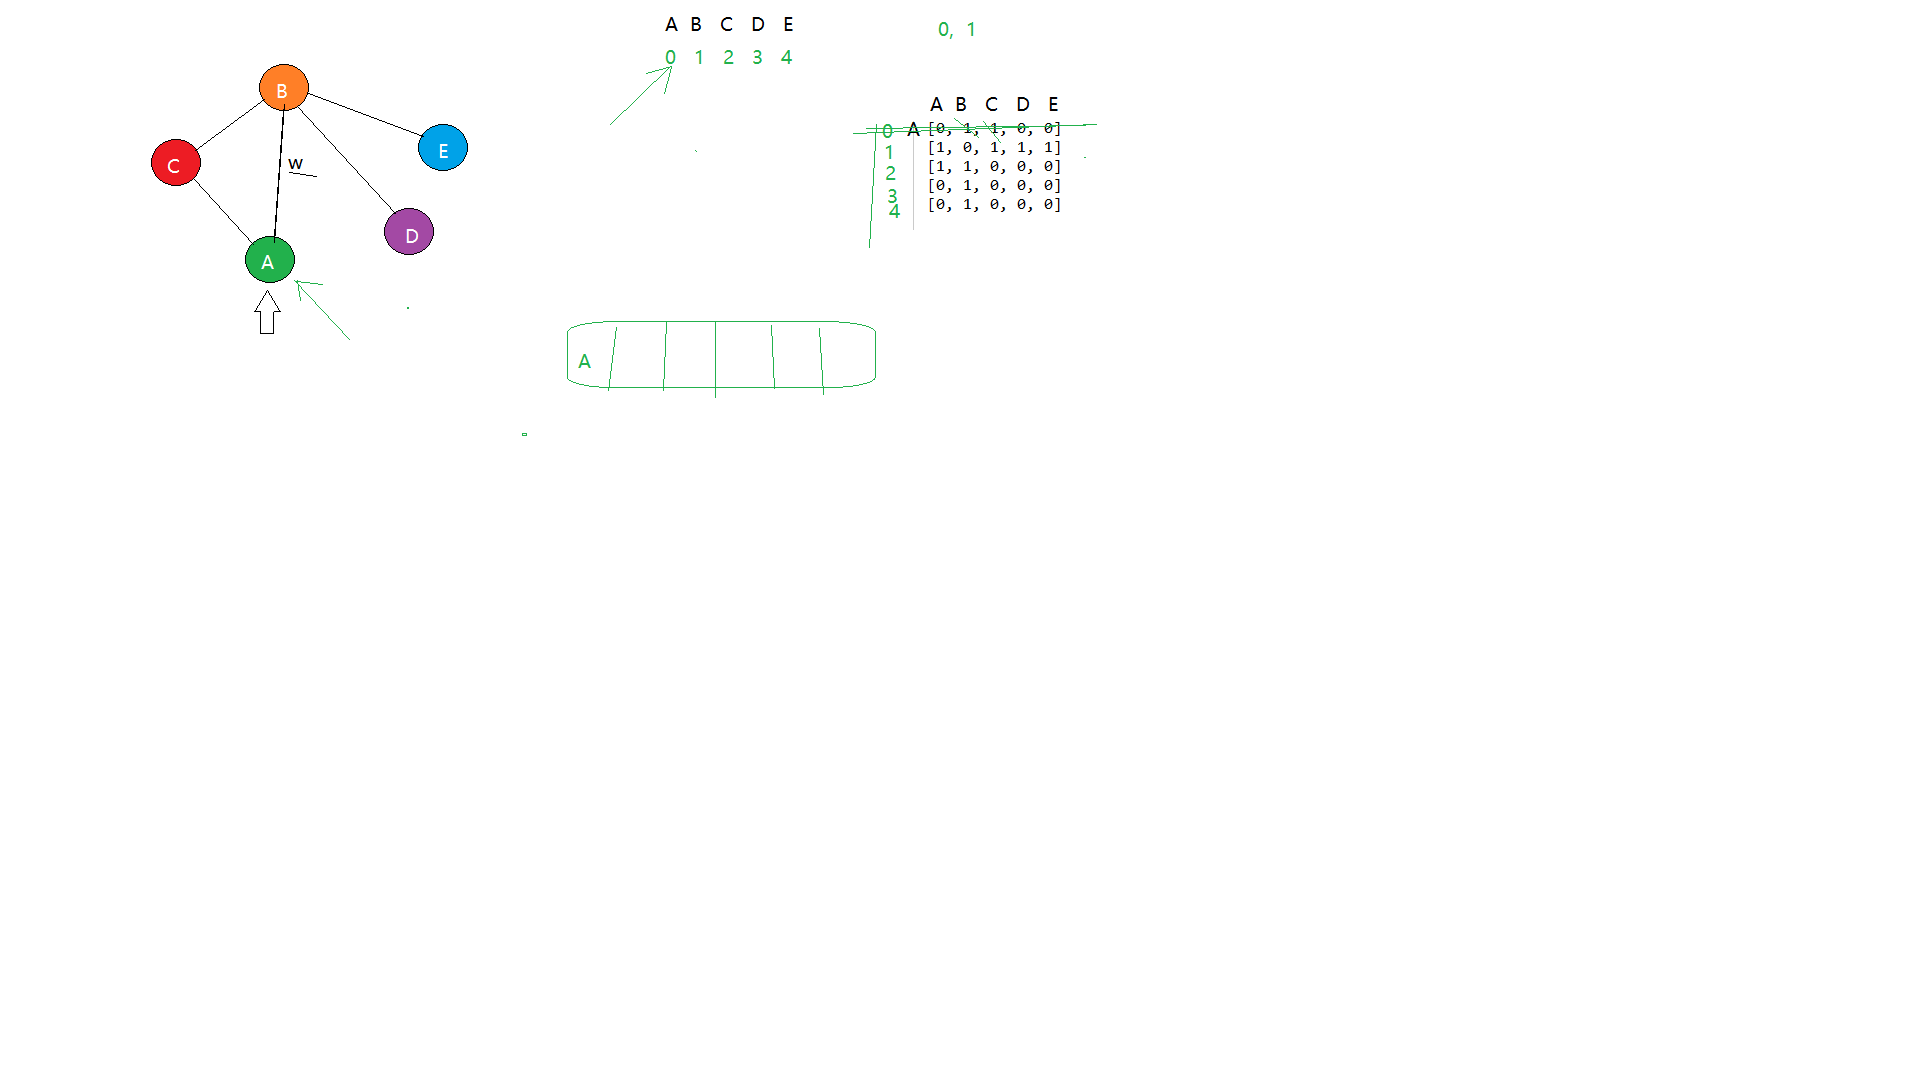 A B C D E
0 1 2 3 4
0, 1
B
E
C
w
D
A
A B C D E
0 A [0, 1, 1, 0, 0]
1 [1, 0, 1, 1, 1]
2 [1, 1, 0, 0, 0]
3 [0, 1, 0, 0, 0]
4 [0, 1, 0, 0, 0]
A